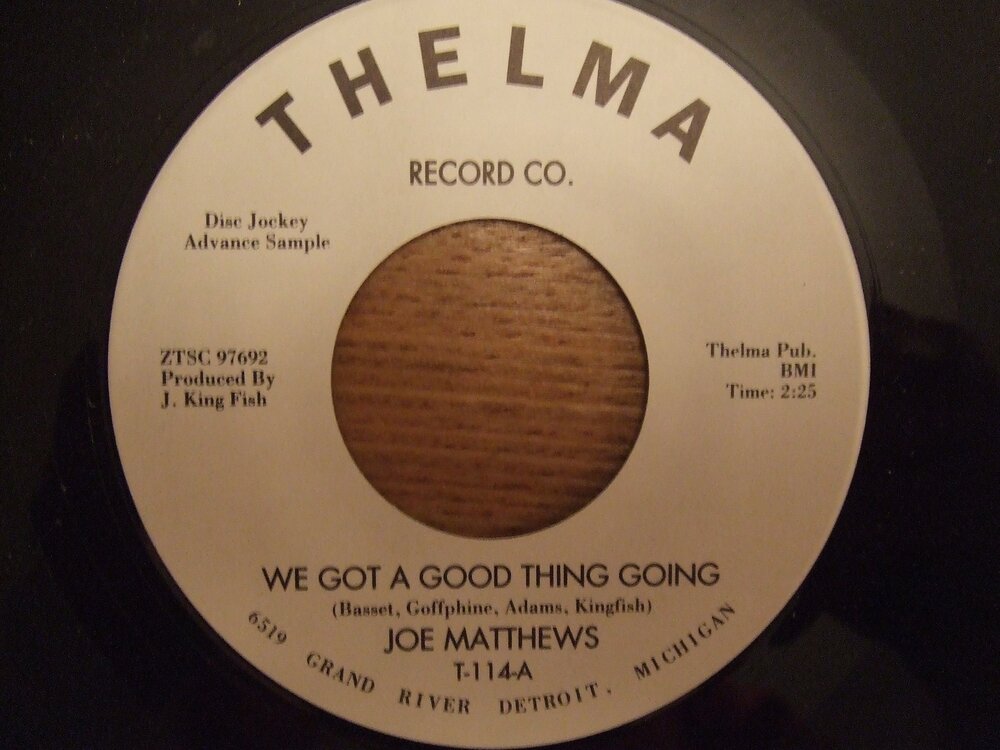 THELMA
RECORD CO.
Disc Jockey
Advance Sample
ZTSC 97692
Produced By
J. King Fish
Thelma Pub.
BMI
Time: 2:25
WE GOT A GOOD THING GOING
(Basset, Goffphine, Adams, Kingfish)
JOE MATTHEWS
T-114-A
6519 GRAND RIVER DETROIT, MICHIGAN